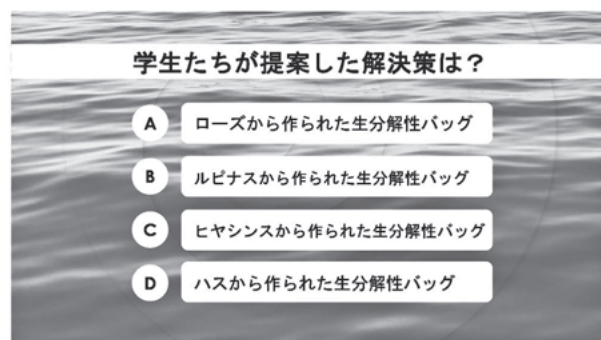 学生たちが提案した解決策は？
A ローズから作られた生分解性バッグ
B ルピナスから作られた生分解性バッグ
C ヒヤシンスから作られた生分解性バッグ
D ハスから作られた生分解性バッグ